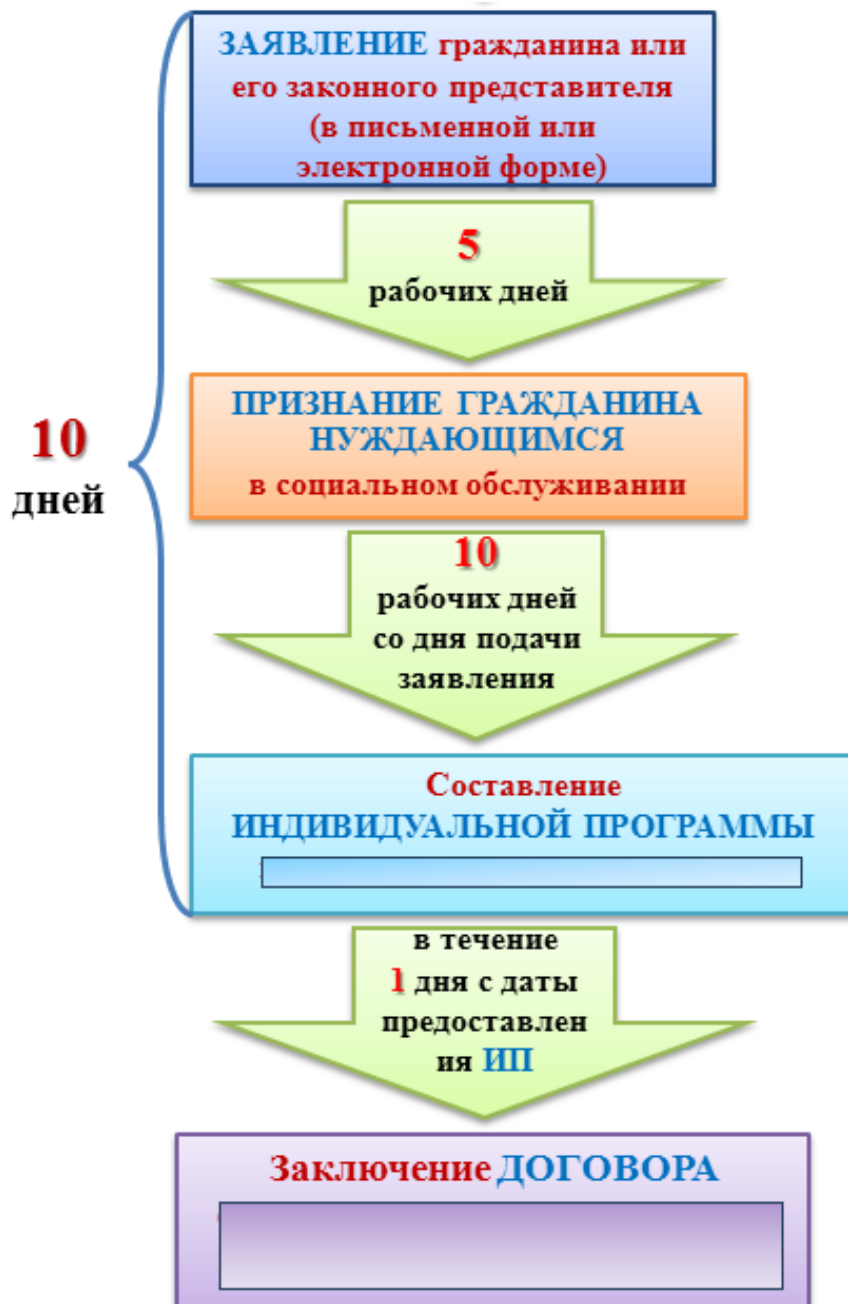 ЗАЯВЛЕНИЕ гражданина или
его законного представителя
(в письменной или
электронной форме)
5
рабочих дней
10
дней
ПРИЗНАНИЕ ГРАЖДАНИНА
НУЖДАЮЩИМСЯ
в социальном обслуживании
10
рабочих дней
со дня подачи
заявления
Составление
ИНДИВИДУАЛЬНОЙ ПРОГРАММЫ
в течение
1 дня с даты
предоставлен
ия ИП
Заключение ДОГОВОРА